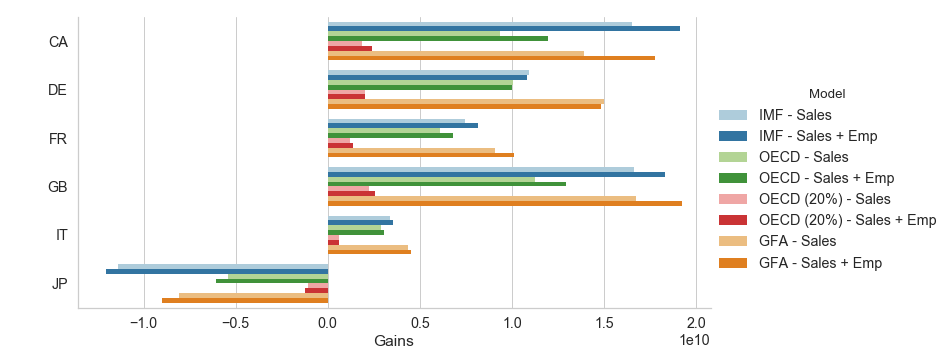 CA
DE
FR
GB
IT
JP
−1.0 −0.5 0.0 0.5 1.0 1.5 2.0
1e10
Gains
Model
IMF - Sales
IMF - Sales + Emp
OECD - Sales
OECD - Sales + Emp
OECD (20%) - Sales
OECD (20%) - Sales + Emp
GFA - Sales
GFA - Sales + Emp